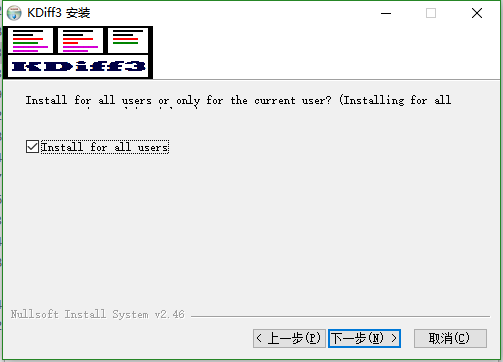 KDiff3 安装
KDiff3
Install for all users or only for the current user? (Installing for all
Install for all users
Nullsoft Install System v2.46
< 上一步(P)
下一步(N) >
取消(C)